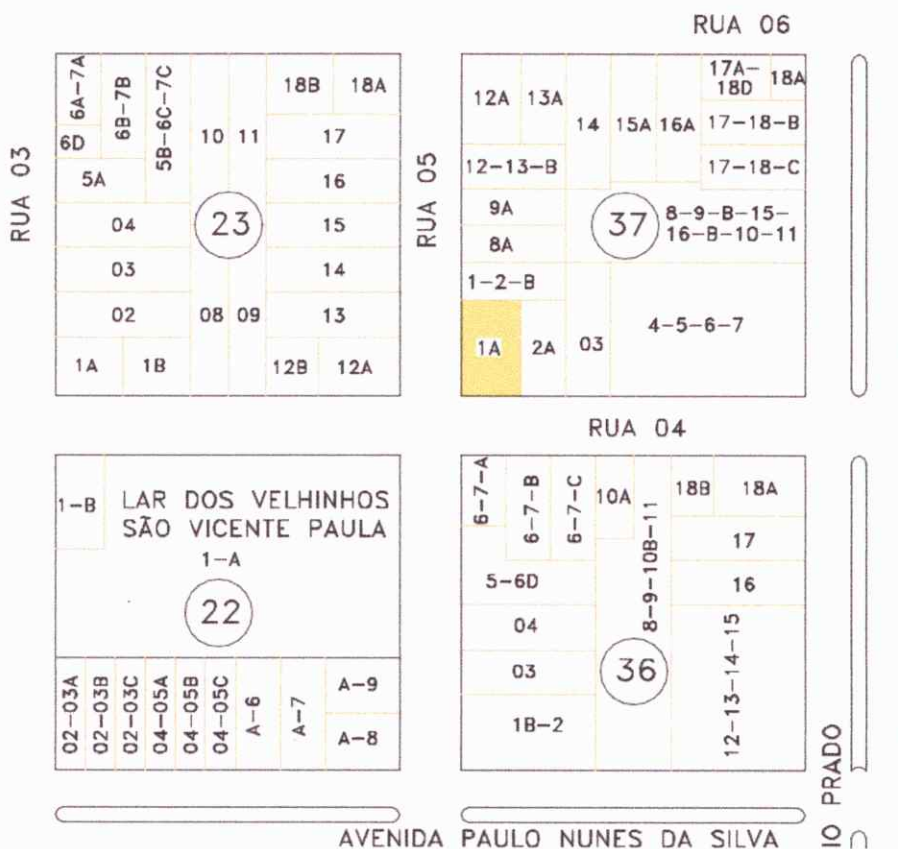 RUA 06
RUA 03
6A-7A
6B-7B
5B-6C-7C
6D
5A
10
11
18B
18A
17
16
04
23
15
03
14
02
08
09
13
1A
1B
12B
12A
RUA 05
12A
13A
14
15A
16A
17A-
18D
18A
17-18-B
12-13-B
17-18-C
9A
37
8-9-B-15-
16-B-10-11
8A
1-2-B
1A
2A
03
4-5-6-7
RUA 04
1-B
LAR DOS VELHINHOS
SÃO VICENTE PAULA
1-A
22
02-03A
02-03B
02-03C
04-05A
04-05B
04-05C
A-6
A-7
A-9
A-8
6-7-A
6-7-B
6-7-C
10A
8-9-10B-11
18B
18A
17
5-6D
16
04
03
36
12-13-14-15
1B-2
IO PRADO
AVENIDA PAULO NUNES DA SILVA